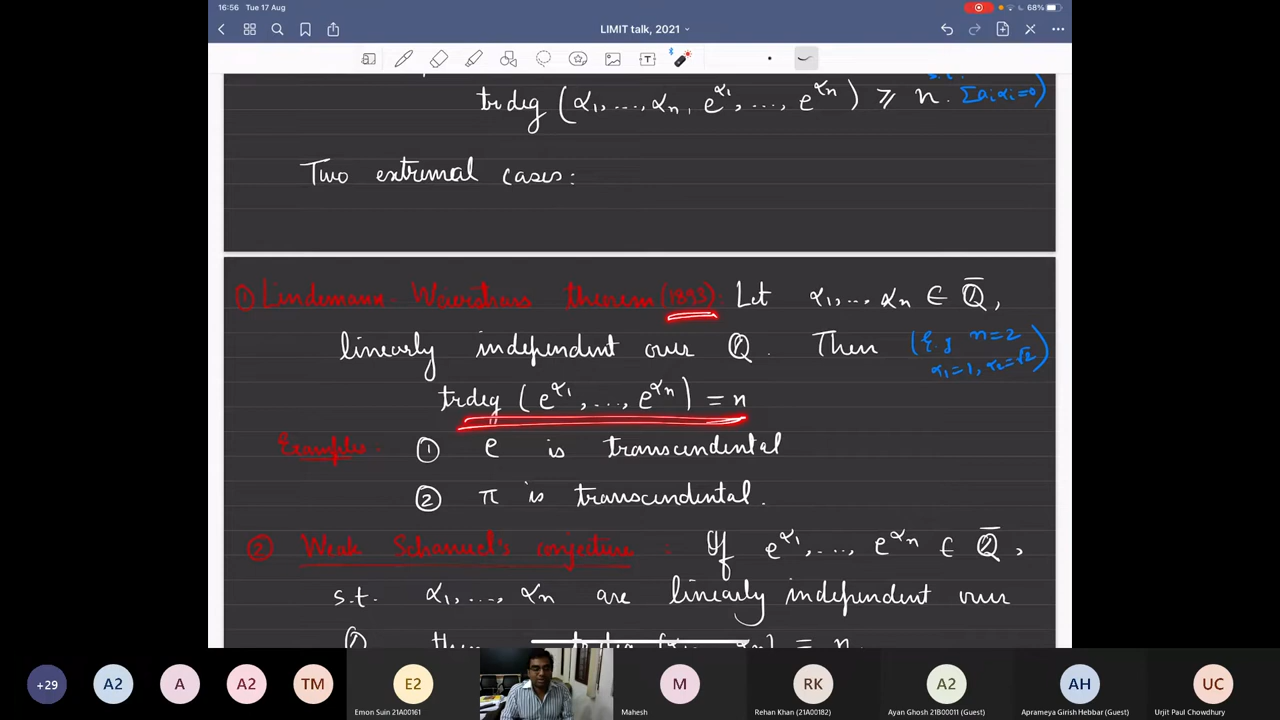 16:56 Tue 17 Aug
68%
LIMIT talk, 2021
trdeg (α₁, ..., αₙ, e^α₁, ..., e^αₙ) ⩾ n.
Σaᵢαᵢ=0)
Two extremal cases:
① Lindemann-Weierstrass theorem (1893): Let α₁, ... αₙ ∈ Q̄,
linearly independent over Q. Then
(E.g n=2
α₁=1, α₂=√2)
trdeg (e^α₁, ..., e^αₙ) = n
Examples. ① e is transcendental
② π is transcendental.
② Weak Schanuel's conjecture : If e^α₁, ..., e^αₙ ∈ Q̄,
s.t. α₁, ..., αₙ are linearly independent over
+29 A2 A A2 TM E2 M RK A2 AH UC
Emon Suin 21A00161 Mahesh Rehan Khan (21A00182) Ayan Ghosh 21B00011 (Guest) Aprameya Girish Hebbar (Guest) Urjit Paul Chowdhury